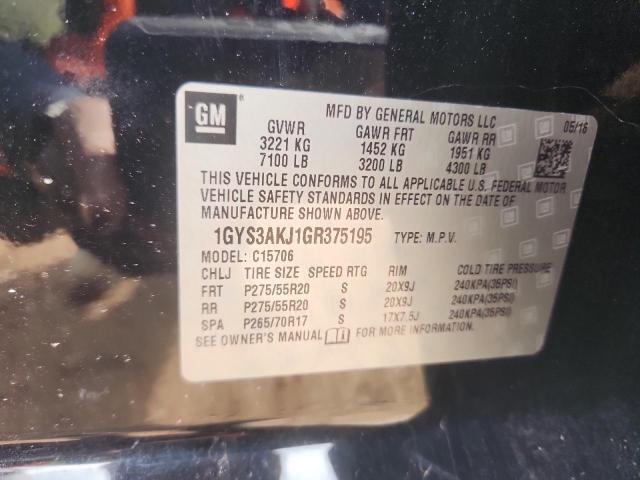 GM
MFD BY GENERAL MOTORS LLC
05/16
GVWR GAWR FRT GAWR RR
3221 KG 1452 KG 1951 KG
7100 LB 3200 LB 4300 LB
THIS VEHICLE CONFORMS TO ALL APPLICABLE U.S. FEDERAL MOTOR
VEHICLE SAFETY STANDARDS IN EFFECT ON THE DATE OF
MANUFACTURE SHOWN ABOVE.
1GYS3AKJ1GR375195 TYPE: M.P.V.
MODEL: C15706
CHLJ TIRE SIZE SPEED RTG RIM COLD TIRE PRESSURE
FRT P275/55R20 S 20X9J 240KPA(35PSI)
RR P275/55R20 S 20X9J 240KPA(35PSI)
SPA P265/70R17 S 17X7.5J 240KPA(35PSI)
SEE OWNER'S MANUAL FOR MORE INFORMATION.